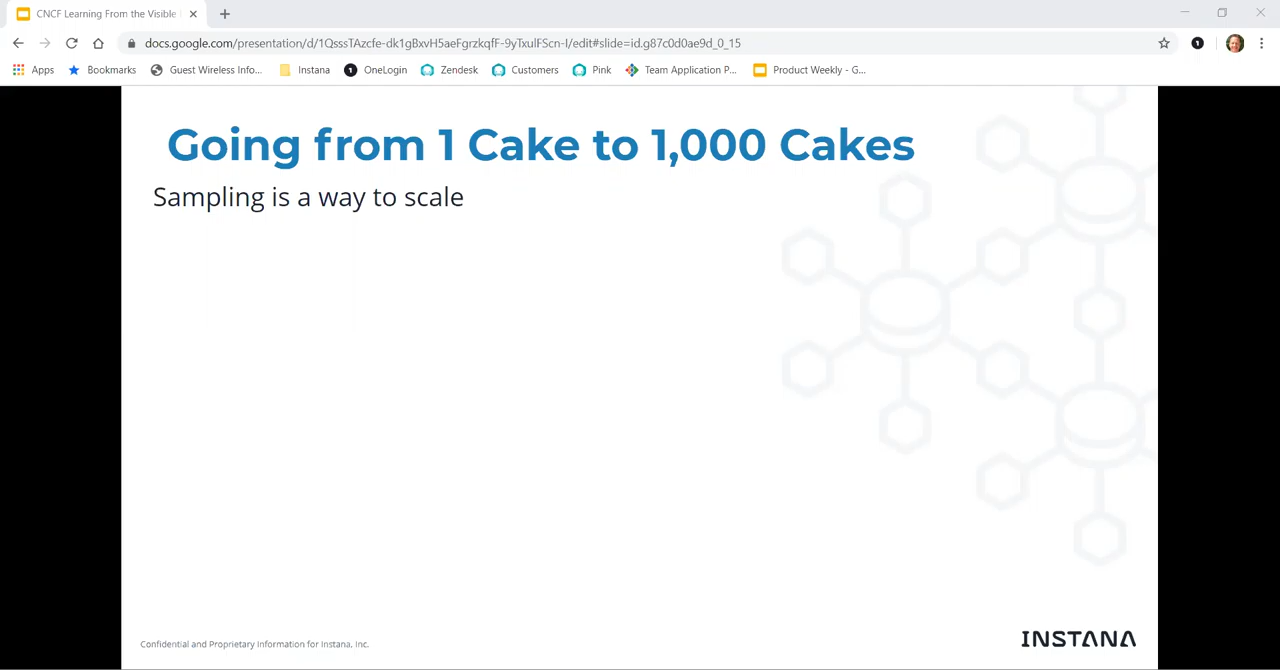 CNCF Learning From the Visible
docs.google.com/presentation/d/1QsssTAzcfe-dk1gBxvH5aeFgrzkqfF-9yTxulFScn-I/edit#slide=id.g87c0d0ae9d_0_15
Apps Bookmarks Guest Wireless Info... Instana OneLogin Zendesk Customers Pink Team Application P... Product Weekly - G...
Going from 1 Cake to 1,000 Cakes
Sampling is a way to scale
Confidential and Proprietary Information for Instana, Inc.
INSTANA